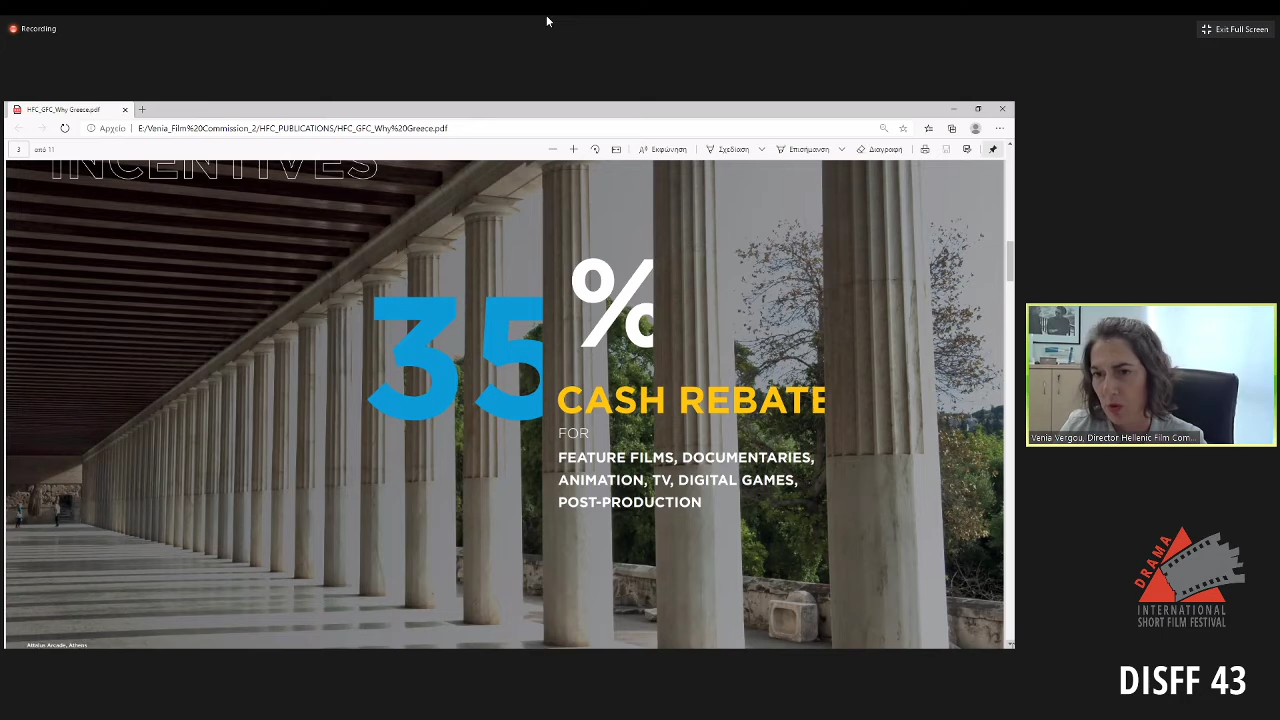 Recording
Exit Full Screen
HFC_GFC_Why Greece.pdf
Αρχείο
E:/Venia_Film%20Commission_2/HFC_PUBLICATIONS/HFC_GFC_Why%20Greece.pdf
3 από 11
Εκφώνηση
Σχεδίαση
Επισήμανση
Διαγραφή
INCENTIVES
35 %
CASH REBATE
FOR
FEATURE FILMS, DOCUMENTARIES,
ANIMATION, TV, DIGITAL GAMES,
POST-PRODUCTION
Attalus Arcade, Athens
Venia Vergou, Director Hellenic Film Com...
DRAMA
INTERNATIONAL
SHORT FILM FESTIVAL
DISFF 43